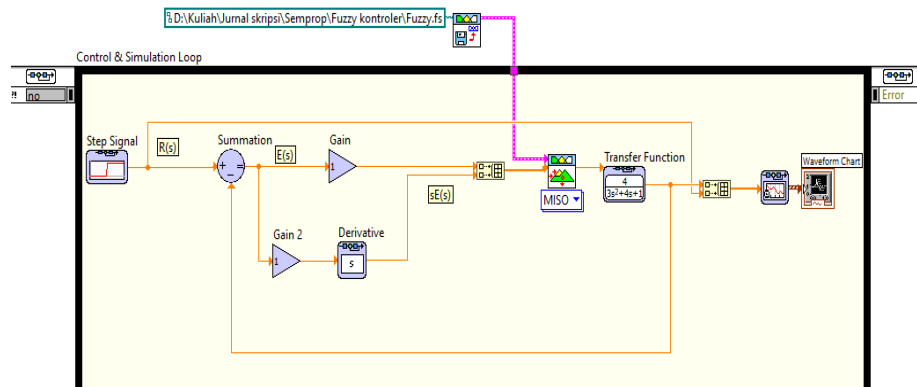 D:\Kuliah\Jurnal skripsi\Semprop\Fuzzy kontroler\Fuzzy.fs
Control & Simulation Loop
no
Error
Step Signal
R(s)
Summation
E(s)
Gain
1
sE(s)
Gain 2
1
Derivative
s
MISO
Transfer Function
4
3s²+4s+1
Waveform Chart